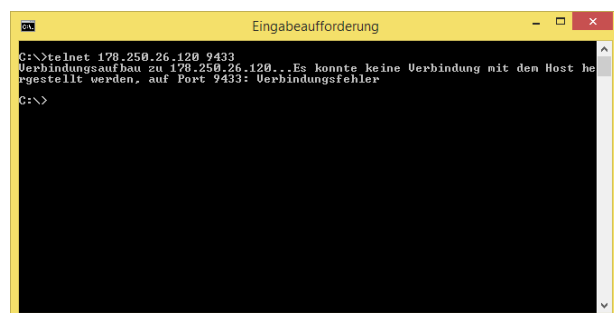 Eingabeaufforderung
C:\>telnet 178.250.26.120 9433
Verbindungsaufbau zu 178.250.26.120...Es konnte keine Verbindung mit dem Host he
rgestellt werden, auf Port 9433: Verbindungsfehler
C:\>